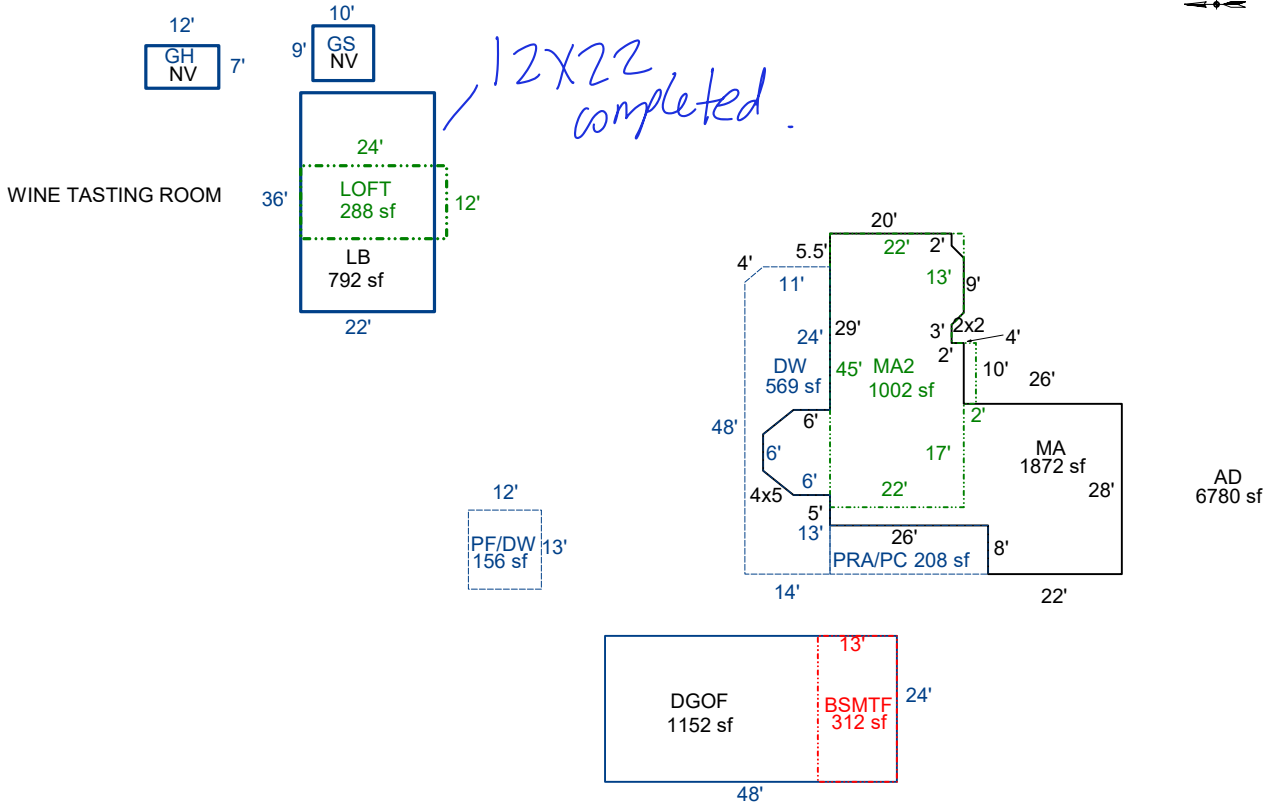 12'
GH
NV
7'
10'
9'
GS
NV
12X22
completed.
24'
WINE TASTING ROOM
36'
LOFT
288 sf
12'
LB
792 sf
22'
20'
22'
2'
5.5'
4'
11'
13'
9'
24'
29'
3'
2x2
4'
2'
DW
569 sf
45'
MA2
1002 sf
10'
26'
2'
48'
6'
6'
17'
MA
1872 sf
28'
AD
6780 sf
6'
22'
4x5
5'
13'
26'
8'
PRA/PC 208 sf
14'
22'
12'
PF/DW
156 sf
13'
13'
DGOF
1152 sf
BSMTF
312 sf
24'
48'